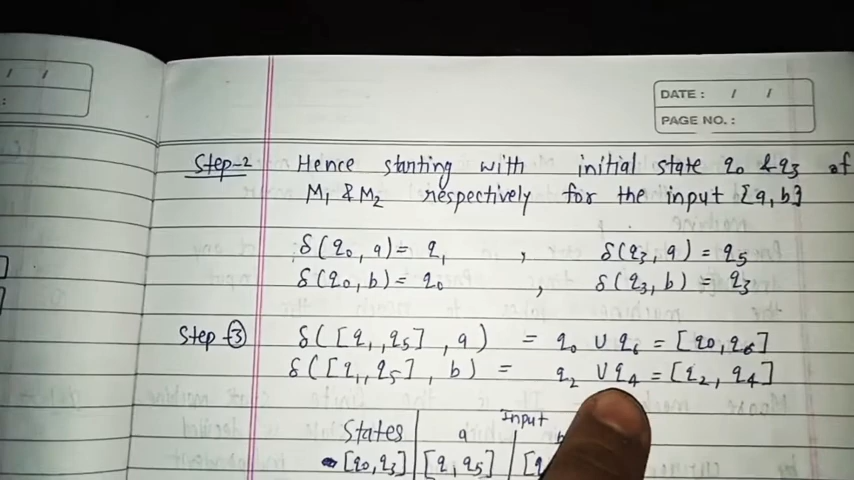 / /
:
DATE: / /
PAGE NO.:
Step-2 Hence starting with initial state q0 & q3 of
M1 & M2 respectively for the input [a,b]
δ(q0, a) = q1 , δ(q3, a) = q5
δ(q0, b) = q0 , δ(q3, b) = q3
Step-3 δ([q1, q5], a) = q0 ∪ q6 = [q0, q6]
δ([q1, q5], b) = q2 ∪ q4 = [q2, q4]
Input
States a
[q0, q3] [q, q5] [q